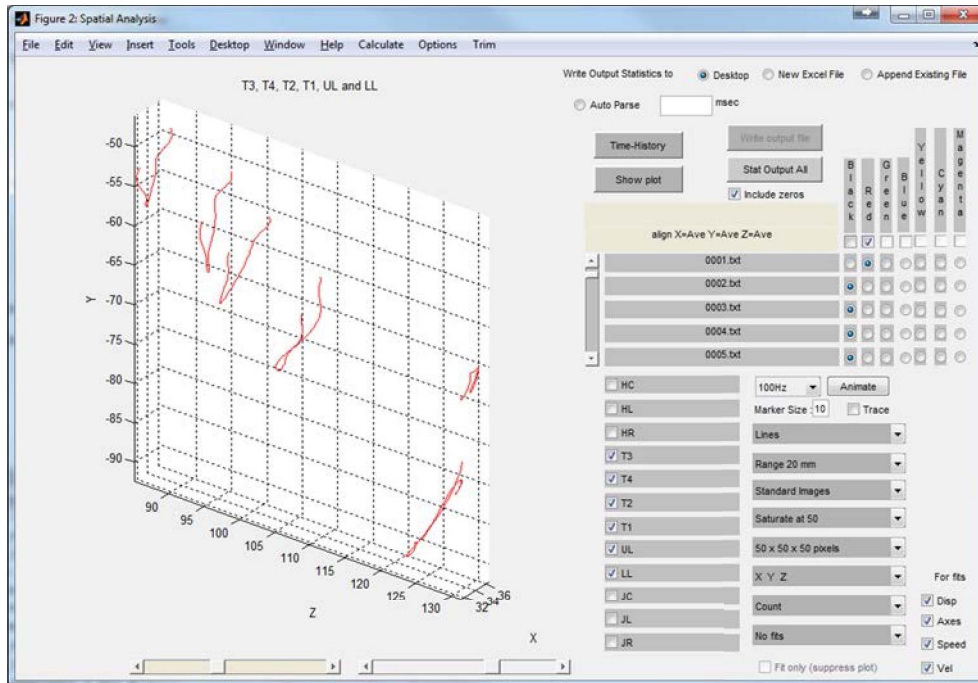 Figure 2: Spatial Analysis
File Edit View Insert Tools Desktop Window Help Calculate Options Trim
T3, T4, T2, T1, UL and LL
Write Output Statistics to Desktop New Excel File Append Existing File
Auto Parse msec
Time-History
Write output file
Show plot
Stat Output All
Include zeros
Black Red Green Blue Yellow Cyan Magenta
align X=Ave Y=Ave Z=Ave
0001.txt
0002.txt
0003.txt
0004.txt
0005.txt
-50
-55
-60
-65
-70
-75
-80
-85
-90
Y
90 95 100 105 110 115 120 125 130
Z
32 34 36
X
HC
HL
HR
T3
T4
T2
T1
UL
LL
JC
JL
JR
100Hz Animate
Marker Size : 10 Trace
Lines
Range 20 mm
Standard Images
Saturate at 50
50 x 50 x 50 pixels
X Y Z
Count
No fits
For fits
Disp
Axes
Speed
Vel
Fit only (suppress plot)